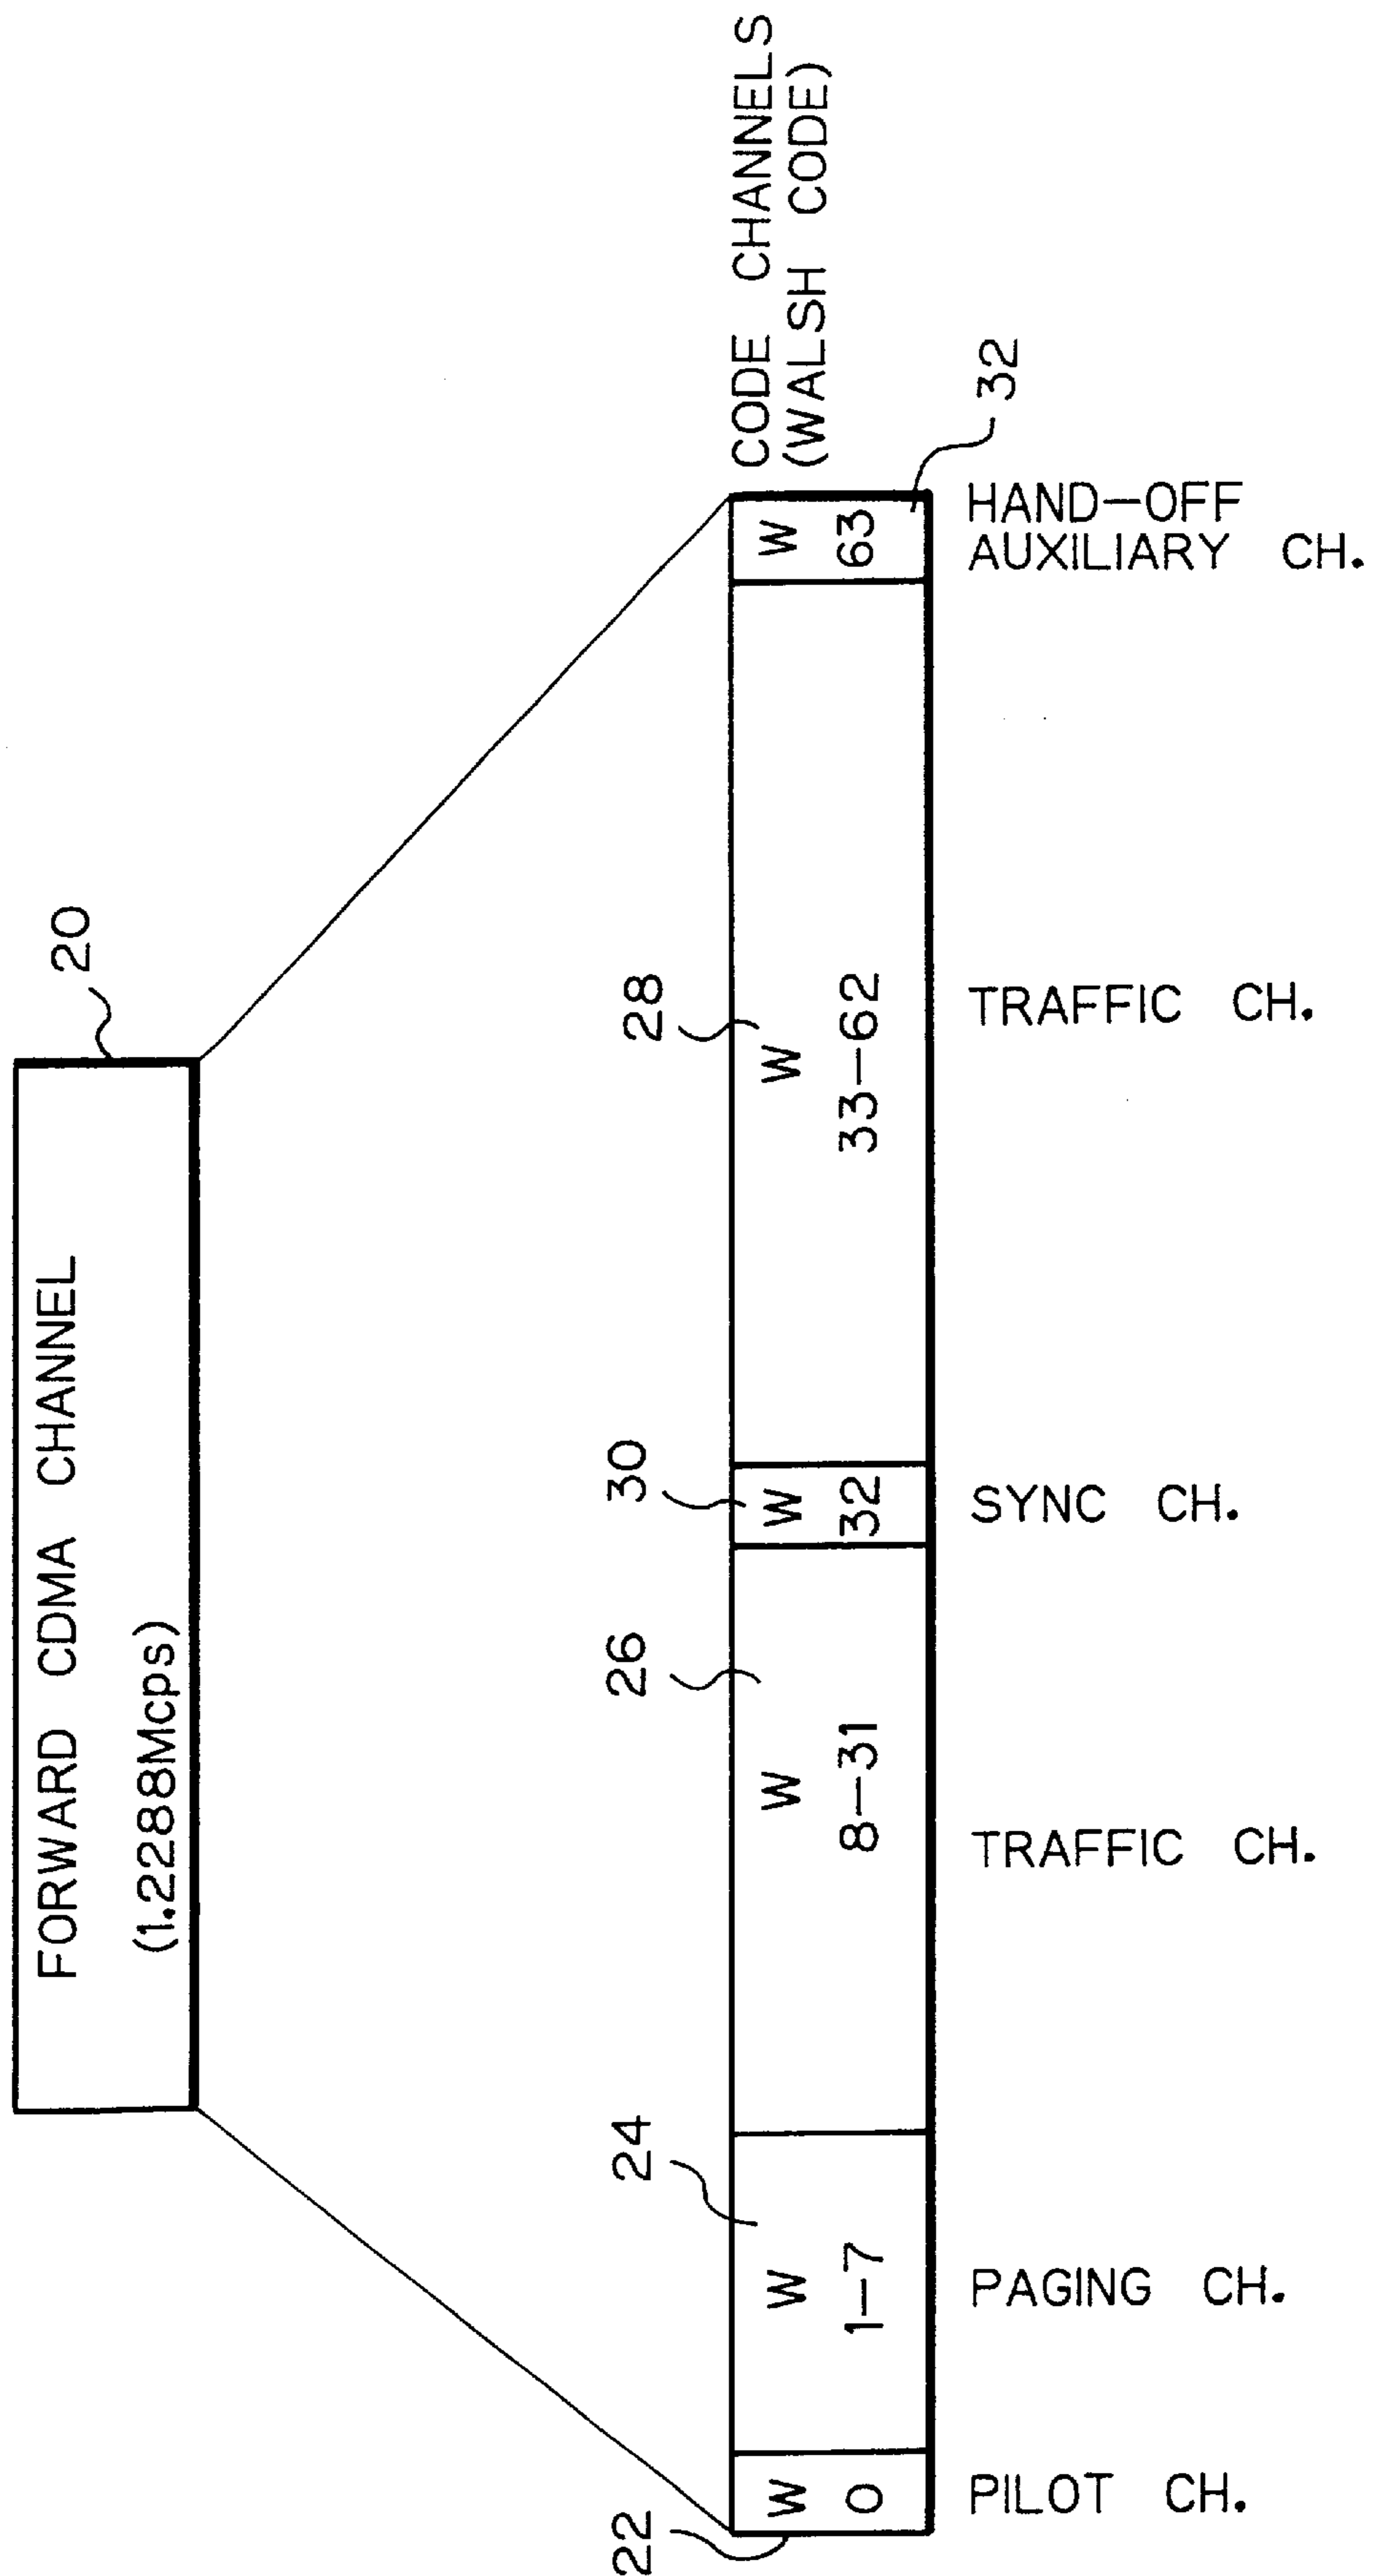 FORWARD CDMA CHANNEL
(1.2288Mcps)
20
CODE CHANNELS
(WALSH CODE)
22
24
26
30
28
W
0
W
1-7
W
8-31
W
32
W
33-62
W
63
32
PILOT CH.
PAGING CH.
TRAFFIC CH.
SYNC CH.
TRAFFIC CH.
HAND-OFF
AUXILIARY CH.